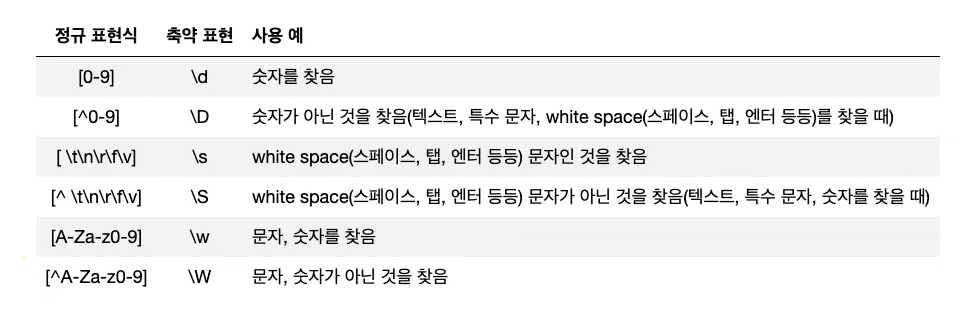 정규 표현식 축약 표현 사용 예
[0-9] \d 숫자를 찾음
[^0-9] \D 숫자가 아닌 것을 찾음(텍스트, 특수 문자, white space(스페이스, 탭, 엔터 등등)를 찾을 때)
[ \t\n\r\f\v] \s white space(스페이스, 탭, 엔터 등등) 문자인 것을 찾음
[^ \t\n\r\f\v] \S white space(스페이스, 탭, 엔터 등등) 문자가 아닌 것을 찾음(텍스트, 특수 문자, 숫자를 찾을 때)
[A-Za-z0-9] \w 문자, 숫자를 찾음
[^A-Za-z0-9] \W 문자, 숫자가 아닌 것을 찾음